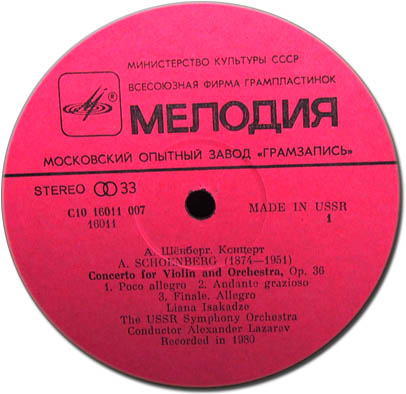 МИНИСТЕРСТВО КУЛЬТУРЫ СССР
ВСЕСОЮЗНАЯ ФИРМА ГРАМПЛАСТИНОК
®
МЕЛОДИЯ
МОСКОВСКИЙ ОПЫТНЫЙ ЗАВОД «ГРАМЗАПИСЬ»
STEREO 33
С10 16011 007
16011
MADE IN USSR
1
А. Шёнберг. Концерт
A. SCHOENBERG (1874—1951)
Concerto for Violin and Orchestra, Op. 36
1. Poco allegro 2. Andante grazioso
3. Finale. Allegro
Liana Isakadze
The USSR Symphony Orchestra
Conductor Alexander Lazarev
Recorded in 1980